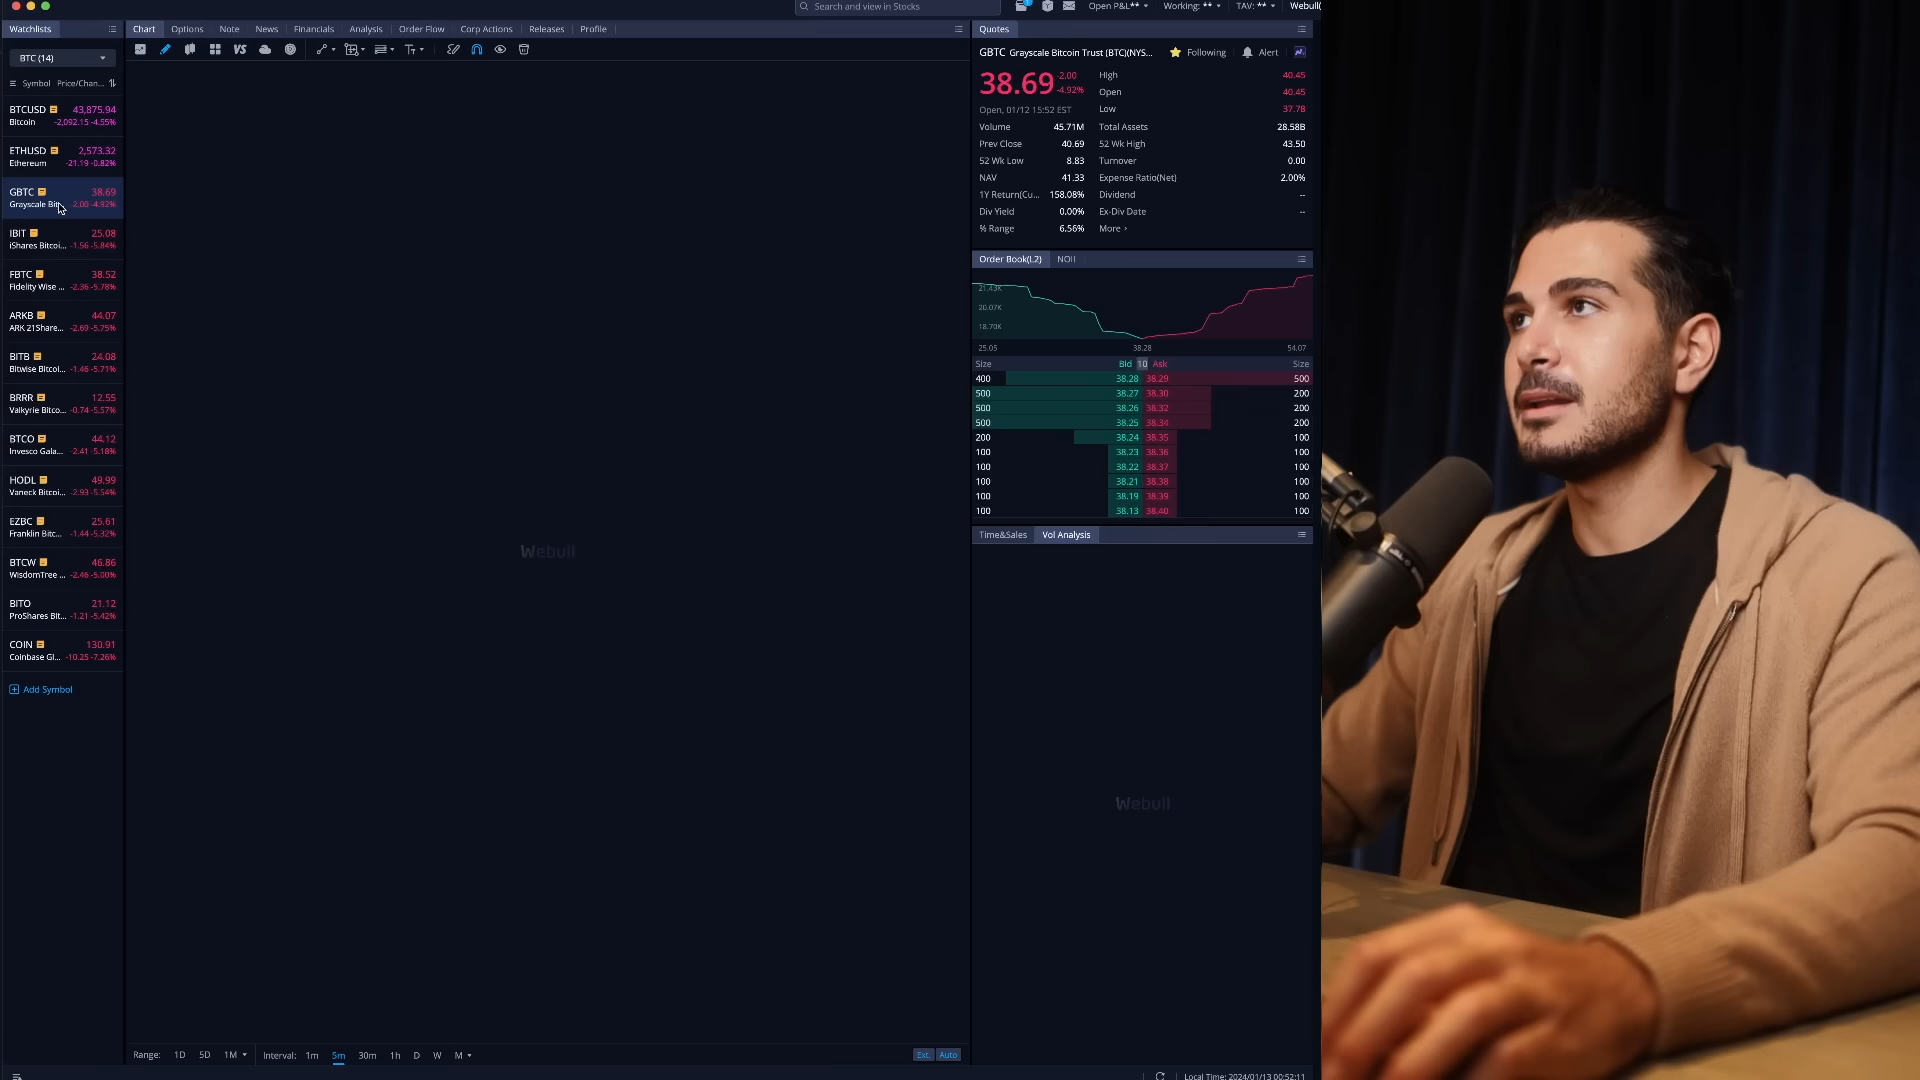 Search and view in Stocks
Open P&L** Working: ** TAV: ** Webull(
Watchlists
BTC (14)
Symbol Price/Chan...
BTCUSD 43,875.94
Bitcoin -2,092.15 -4.55%
ETHUSD 2,573.32
Ethereum -21.19 -0.82%
GBTC 38.69
Grayscale Bit... -2.00 -4.92%
IBIT 25.08
iShares Bitcoi... -1.56 -5.84%
FBTC 38.52
Fidelity Wise ... -2.36 -5.78%
ARKB 44.07
ARK 21Share... -2.69 -5.75%
BITB 24.08
Bitwise Bitcoi... -1.46 -5.71%
BRRR 12.55
Valkyrie Bitco... -0.74 -5.57%
BTCO 44.12
Invesco Gala... -2.41 -5.18%
HODL 49.99
Vaneck Bitcoi... -2.93 -5.54%
EZBC 25.61
Franklin Bitc... -1.44 -5.32%
BTCW 46.86
WisdomTree ... -2.46 -5.00%
BITO 21.12
ProShares Bit... -1.21 -5.42%
COIN 130.91
Coinbase Gl... -10.25 -7.26%
Add Symbol
Chart Options Note News Financials Analysis Order Flow Corp Actions Releases Profile
VS
Webull
Range: 1D 5D 1M Interval: 1m 5m 30m 1h D W M
Ext. Auto
Quotes
GBTC Grayscale Bitcoin Trust (BTC)(NYS... Following Alert
38.69 -2.00
-4.92%
Open, 01/12 15:52 EST
High 40.45
Open 40.45
Low 37.78
Volume 45.71M Total Assets 28.58B
Prev Close 40.69 52 Wk High 43.50
52 Wk Low 8.83 Turnover 0.00
NAV 41.33 Expense Ratio(Net) 2.00%
1Y Return(Cu... 158.08% Dividend --
Div Yield 0.00% Ex-Div Date --
% Range 6.56% More >
Order Book(L2) NOII
21.43K
20.07K
18.70K
25.05 38.28 54.07
Size Bid 10 Ask Size
400 38.28 38.29 500
500 38.27 38.30 200
500 38.26 38.32 200
500 38.25 38.34 200
200 38.24 38.35 100
100 38.23 38.36 100
100 38.22 38.37 100
100 38.21 38.38 100
100 38.19 38.39 100
100 38.13 38.40 100
Time&Sales Vol Analysis
Webull
Local Time: 2024/01/13 00:52:11